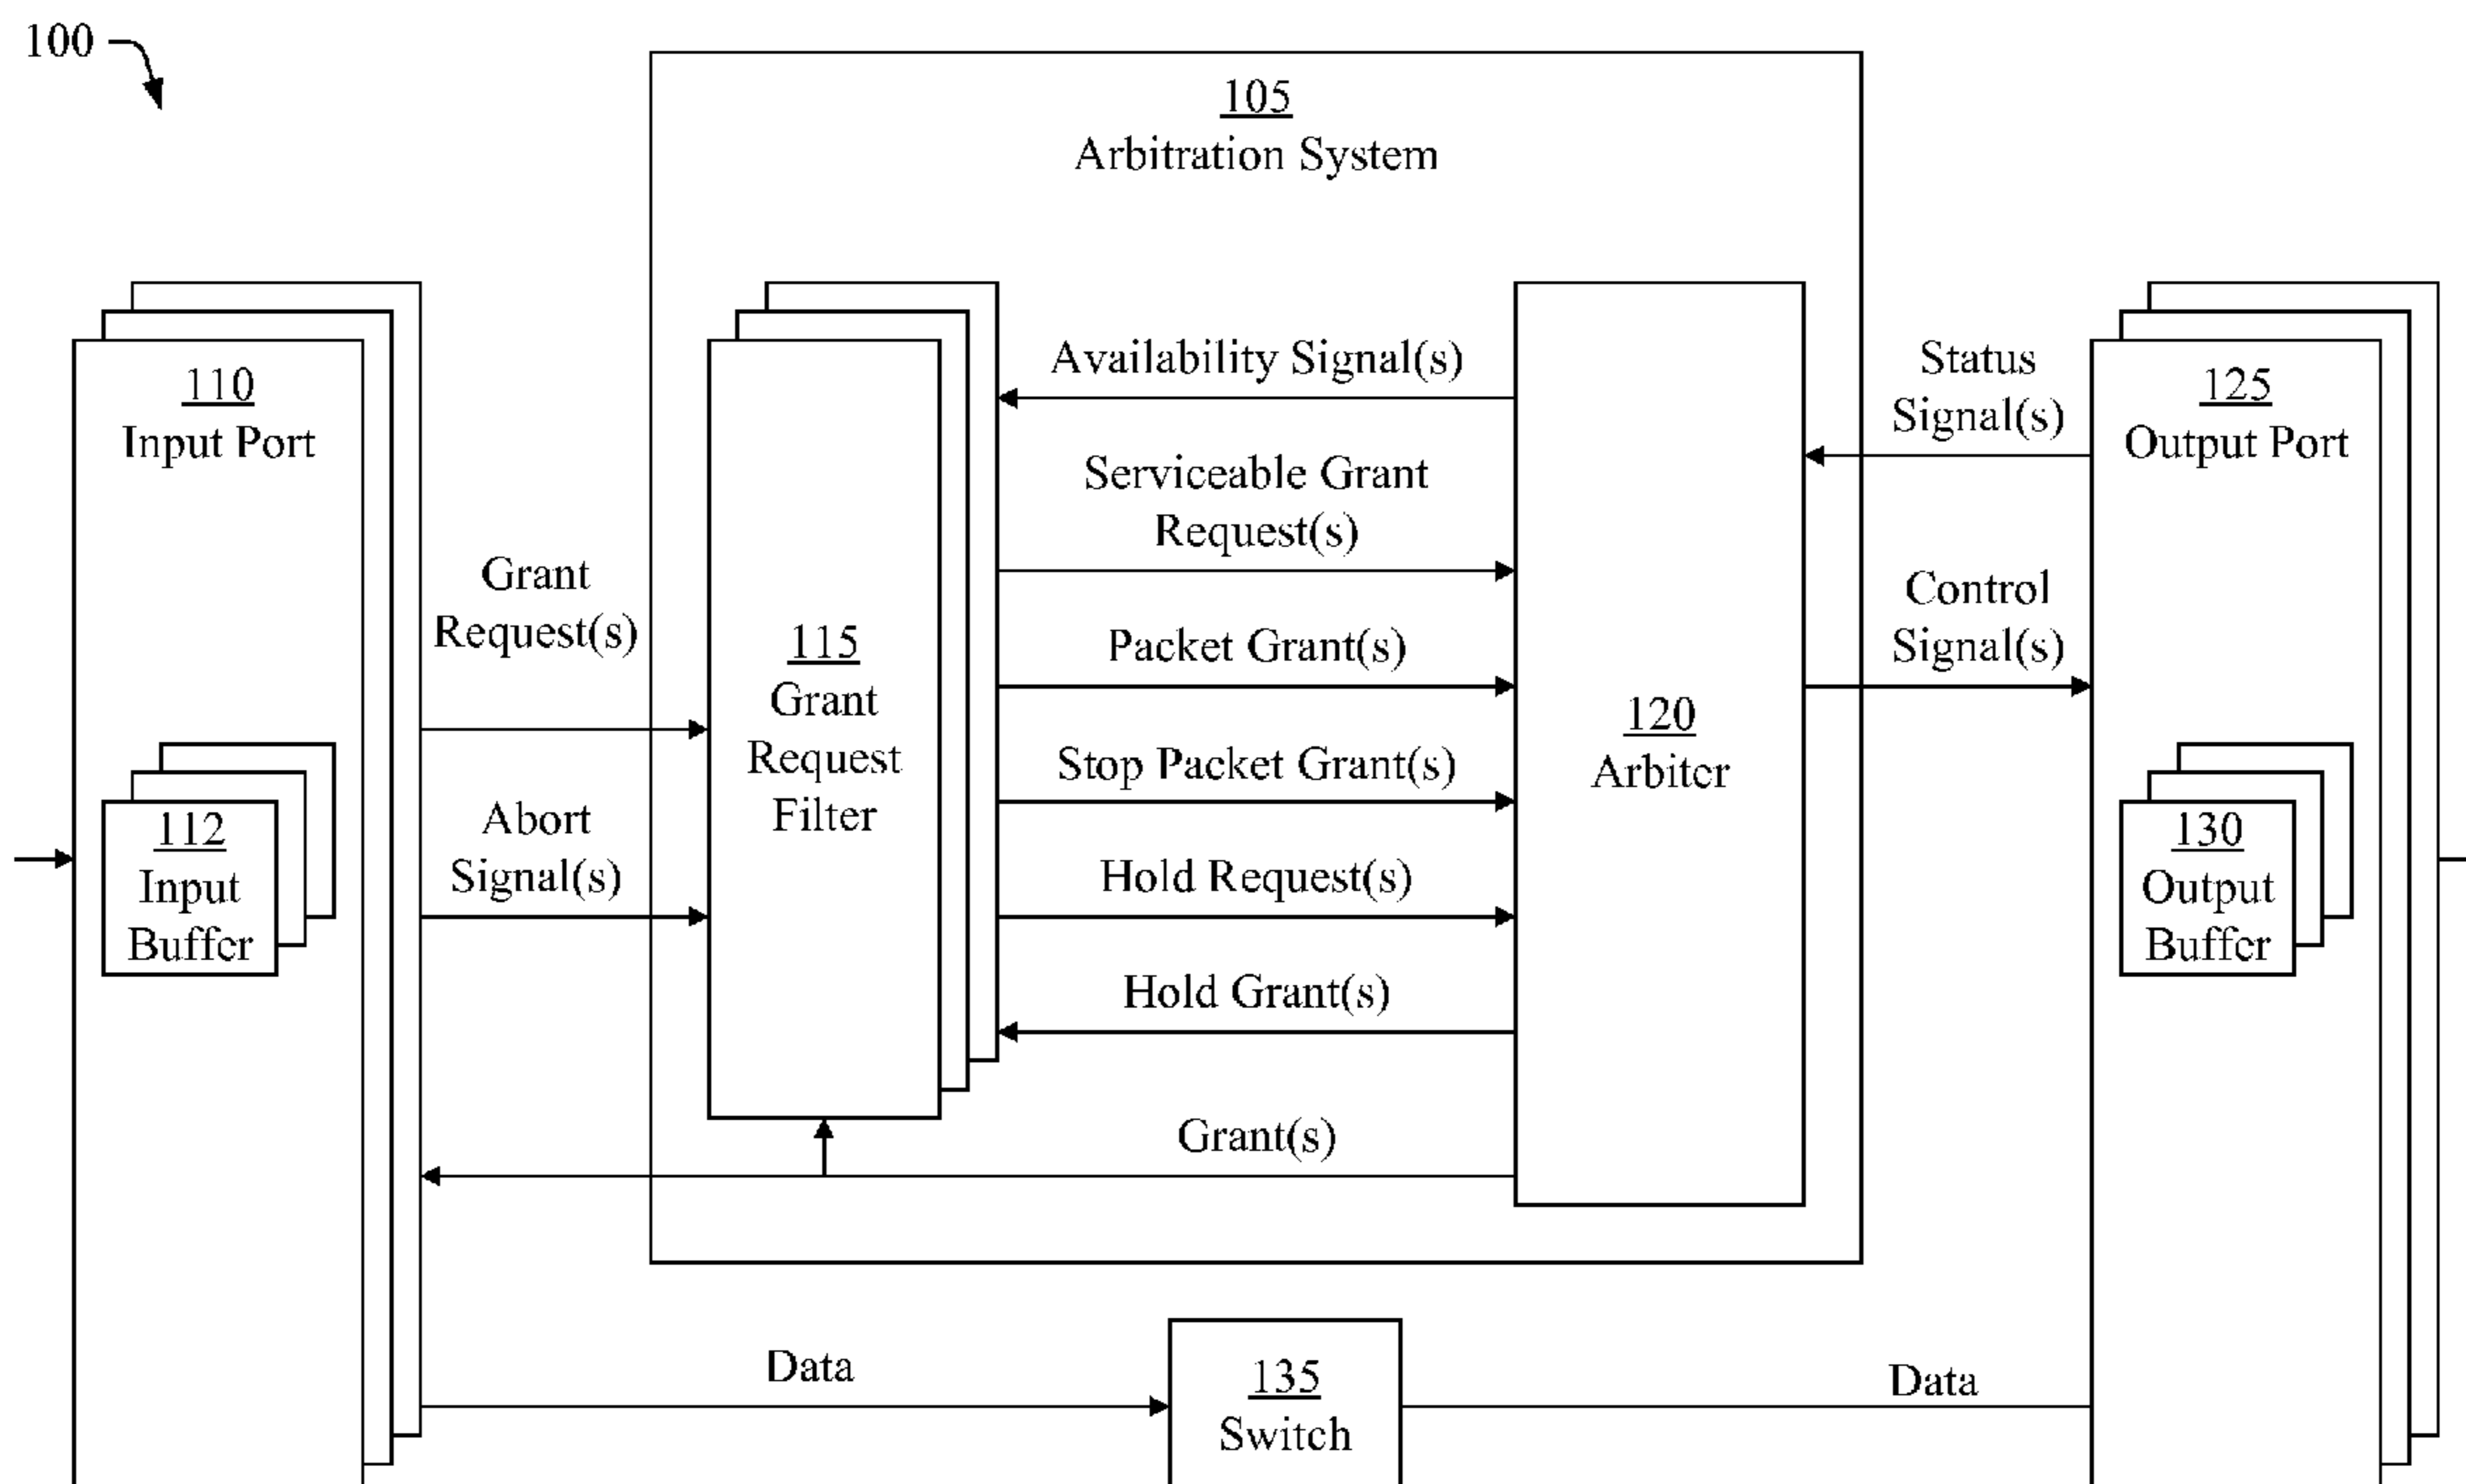 100
105
Arbitration System
110
Input Port
Availability Signal(s)
Status
Signal(s)
125
Output Port
Serviceable Grant
Request(s)
Grant
Request(s)
115
Grant
Request
Filter
Packet Grant(s)
Control
Signal(s)
120
Arbiter
Stop Packet Grant(s)
112
Input
Buffer
Abort
Signal(s)
Hold Request(s)
130
Output
Buffer
Hold Grant(s)
Grant(s)
Data
135
Switch
Data